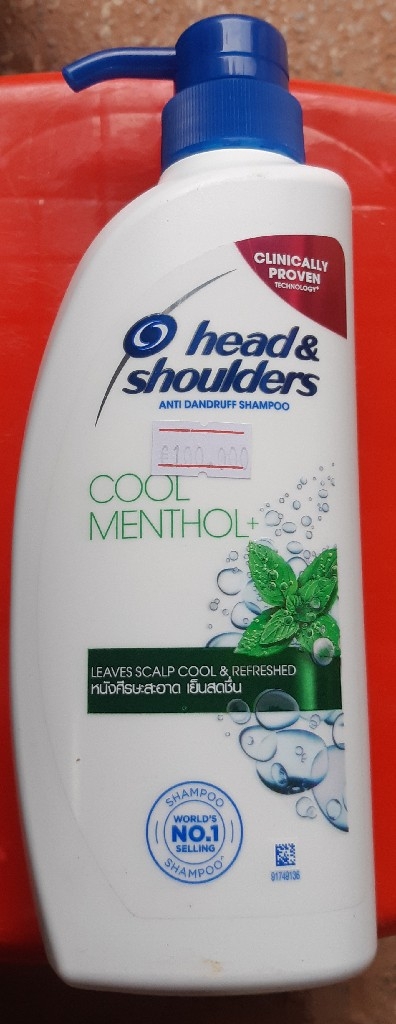 CLINICALLY
PROVEN
TECHNOLOGY*
head &
shoulders
ANTI DANDRUFF SHAMPOO
₭100.000
COOL
MENTHOL+
LEAVES SCALP COOL & REFRESHED
หนังศีรษะสะอาด เย็นสดชื่น
SHAMPOO
WORLD'S
NO.1
SELLING
SHAMPOO^
91749136